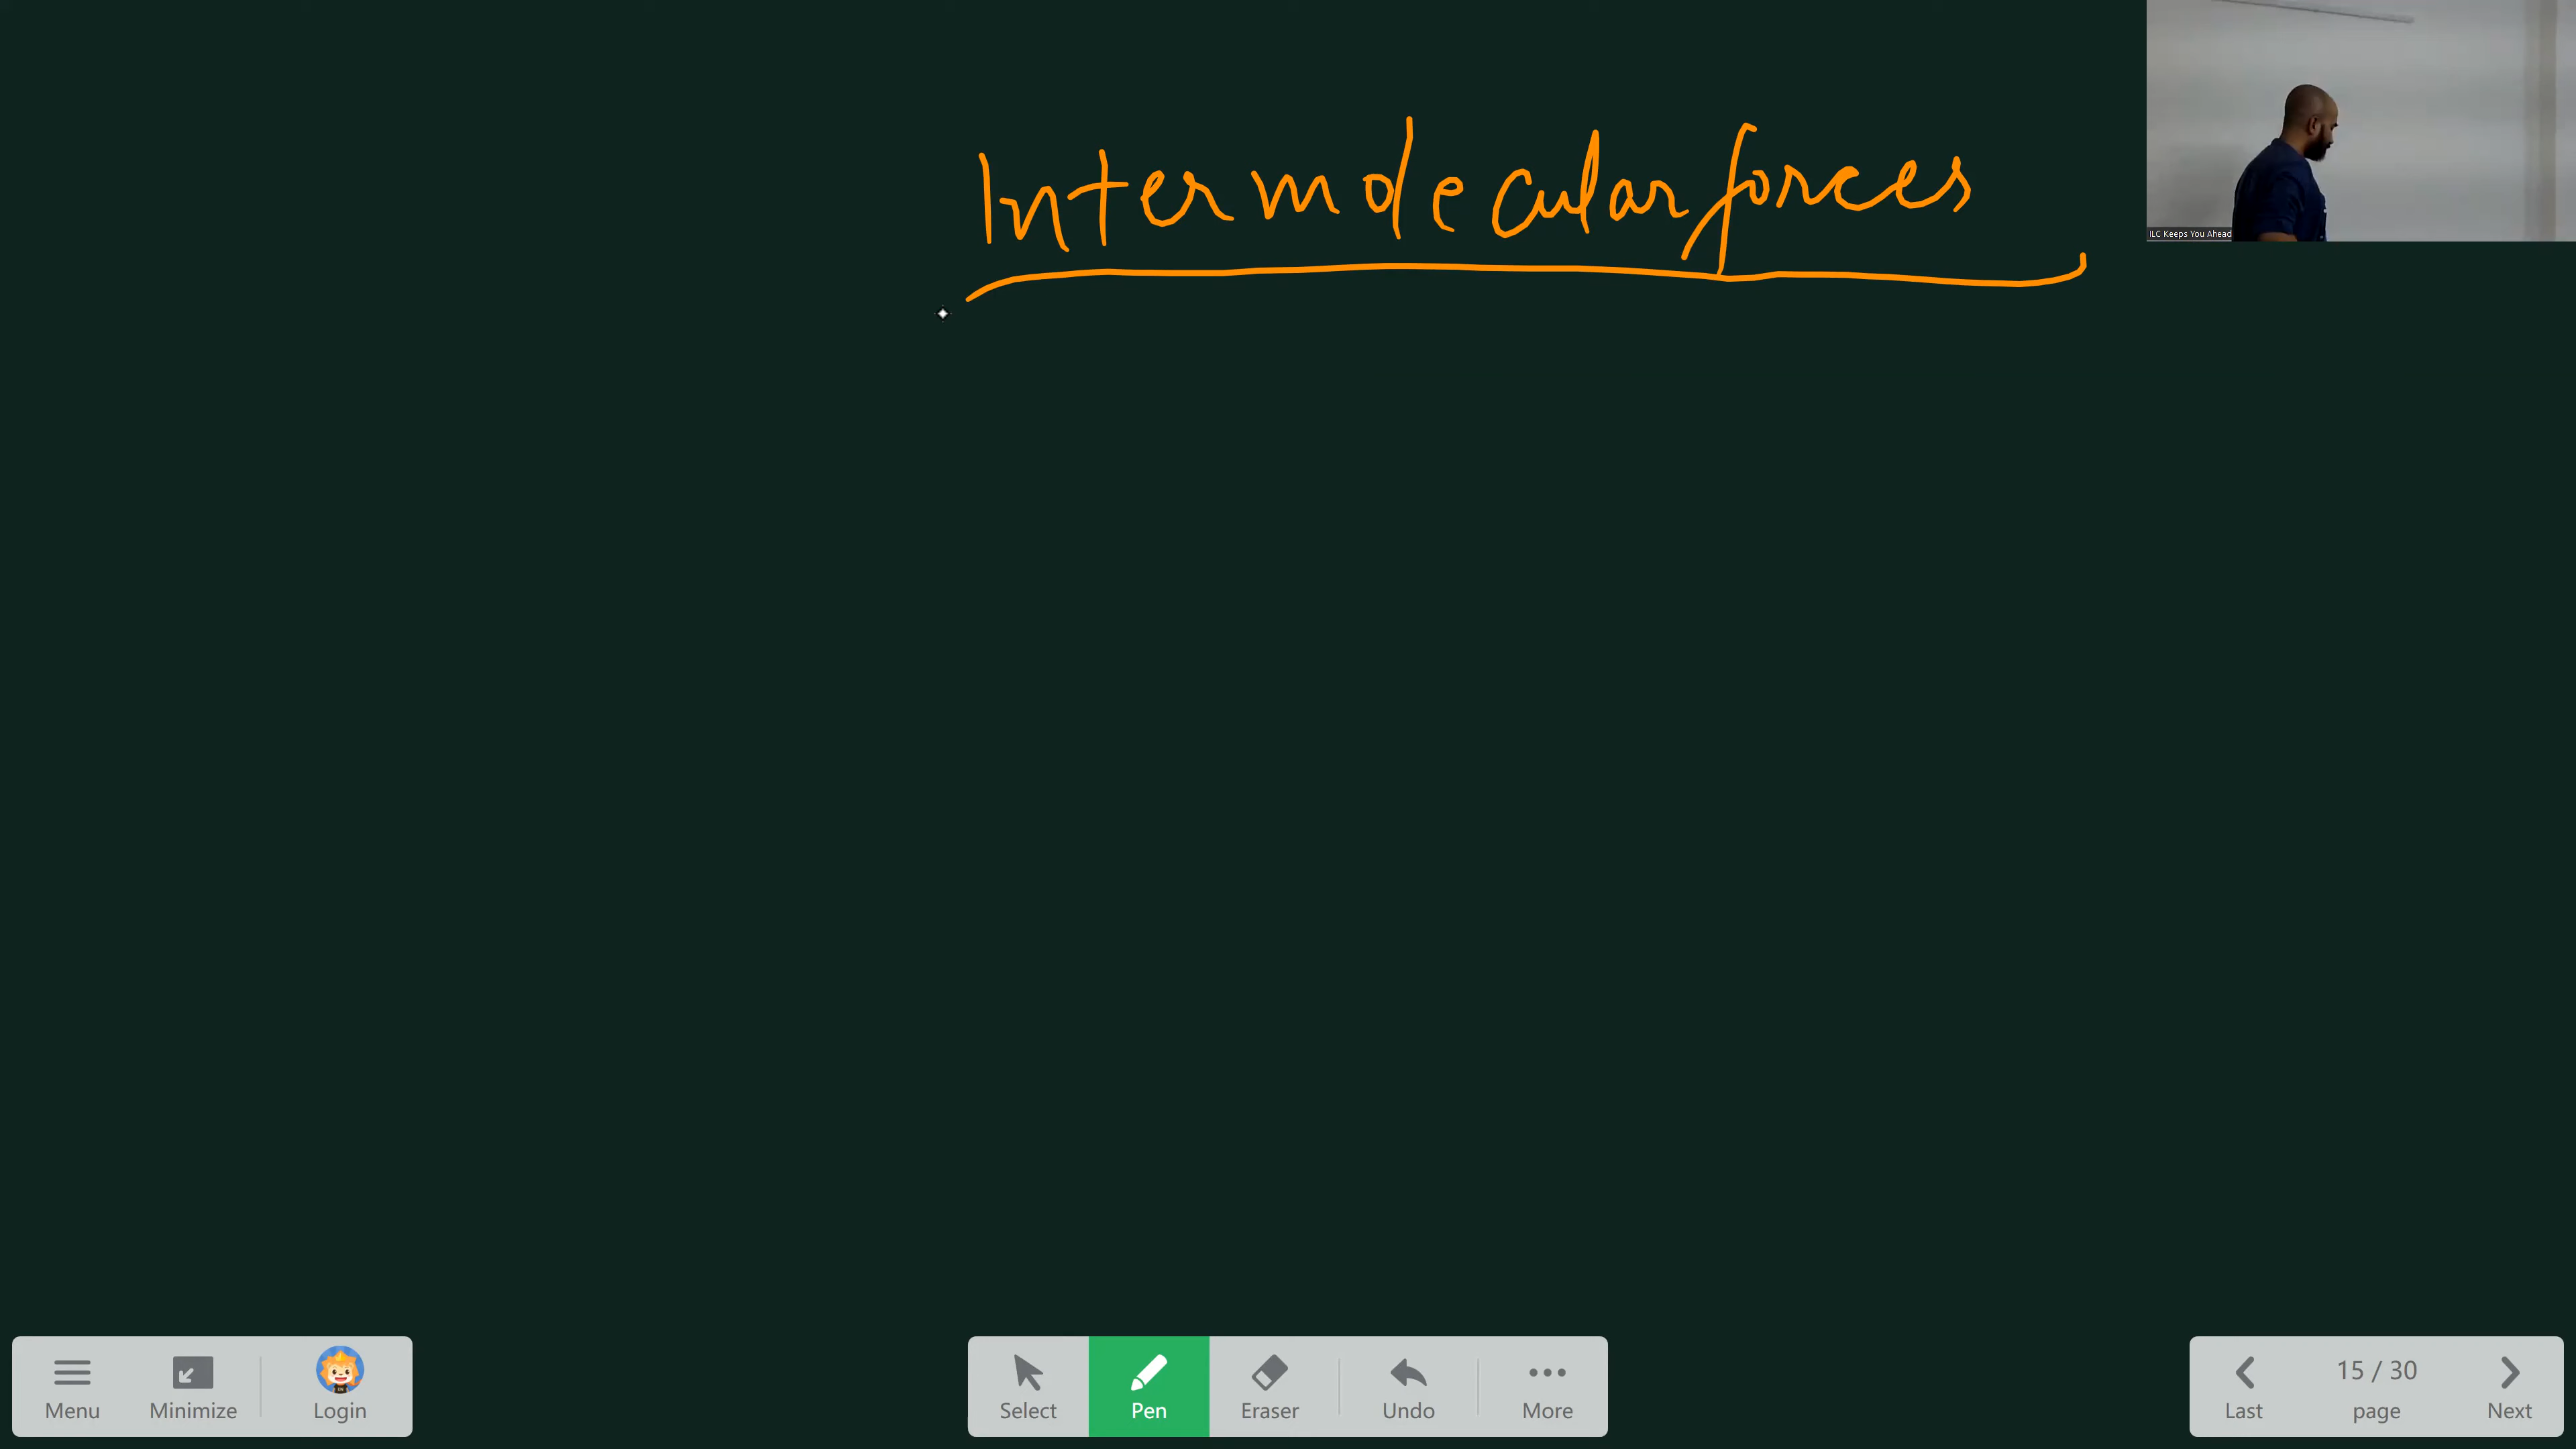 Intermolecular forces
ILC Keeps You Ahead
Menu Minimize Login Select Pen Eraser Undo More 15 / 30 Last page Next